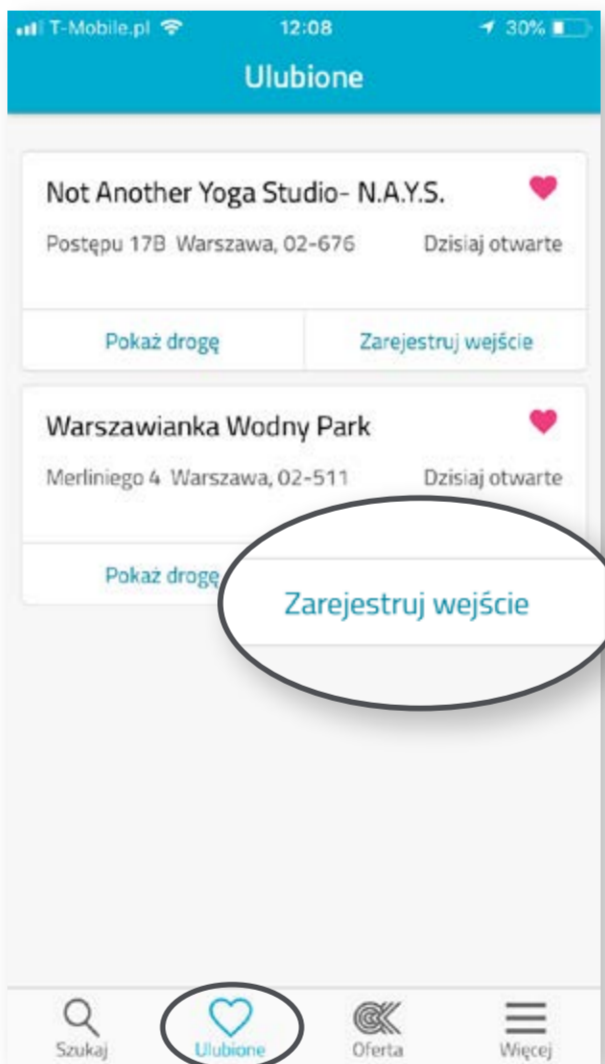 T-Mobile.pl 12:08 30%
Ulubione
Not Another Yoga Studio- N.A.Y.S.
Postępu 17B Warszawa, 02-676 Dzisiaj otwarte
Pokaż drogę Zarejestruj wejście
Warszawianka Wodny Park
Merliniego 4 Warszawa, 02-511 Dzisiaj otwarte
Pokaż drogę Zarejestruj wejście
Szukaj Ulubione Oferta Więcej